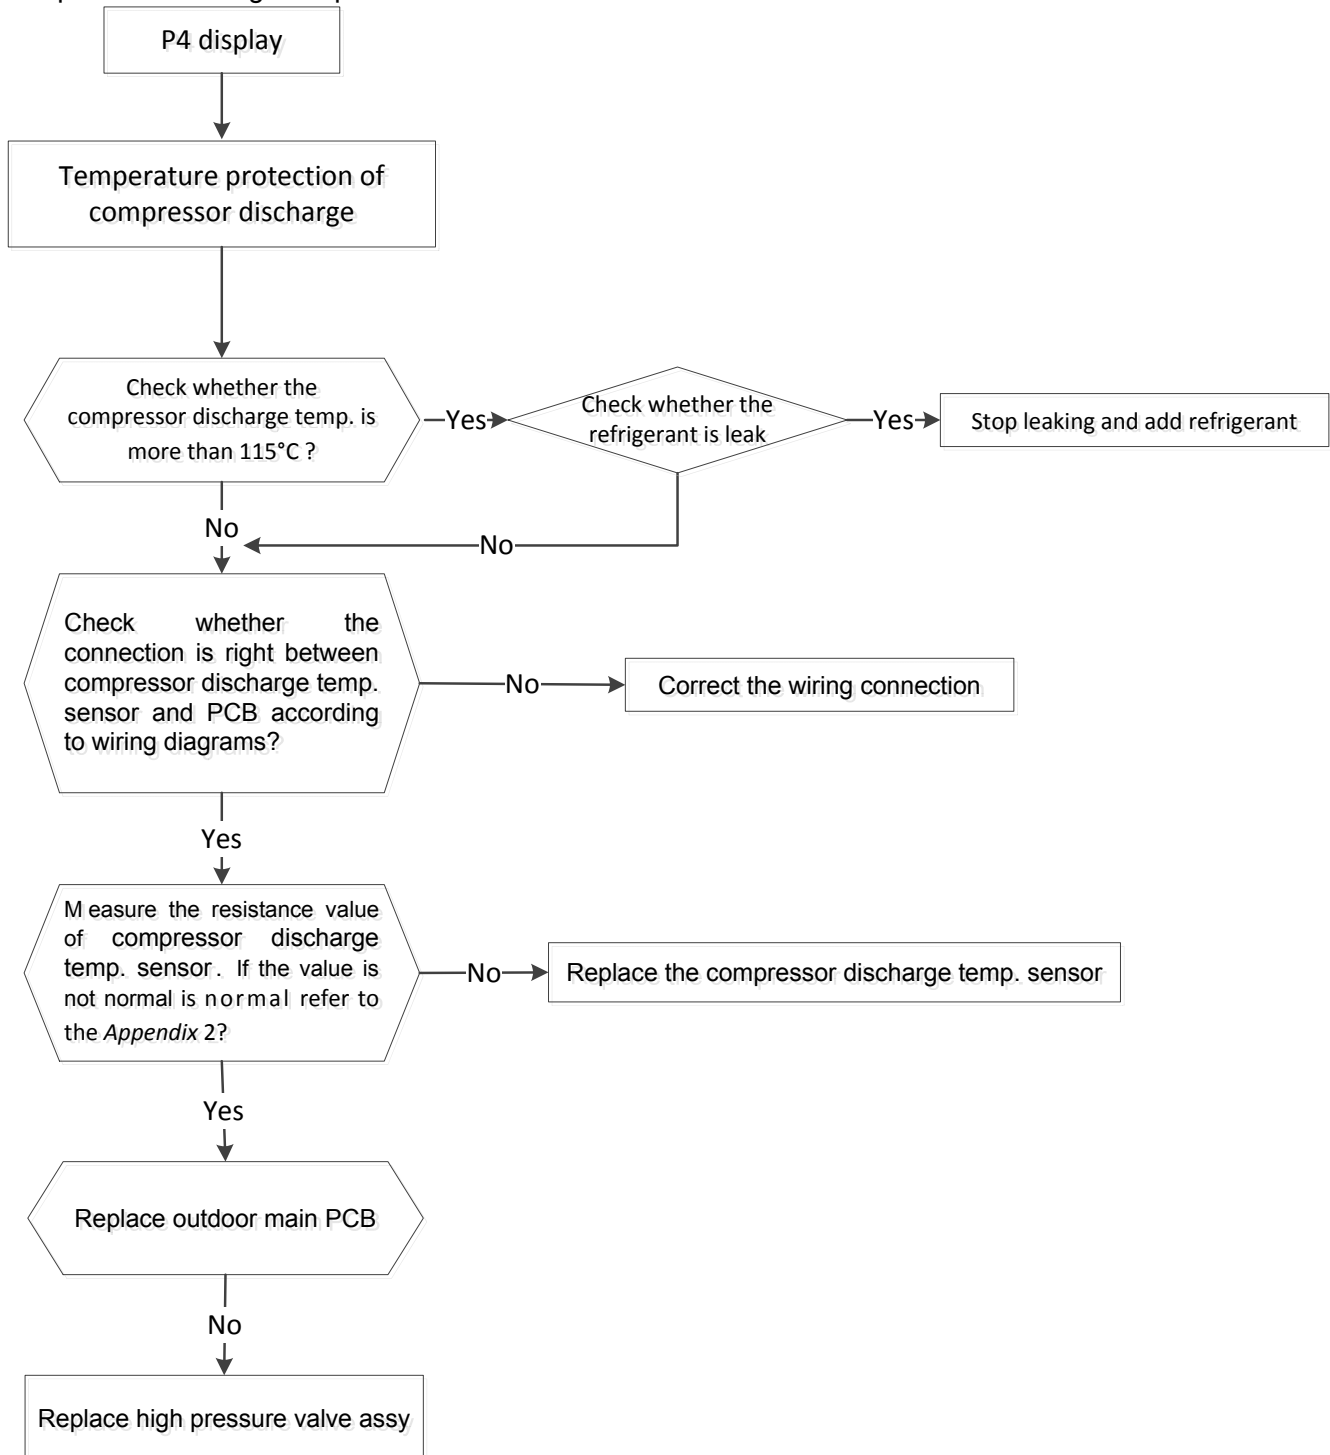 P4 display
Temperature protection of
compressor discharge
Check whether the
compressor discharge temp. is
more than 115°C ?
Yes
Check whether the
refrigerant is leak
Yes
Stop leaking and add refrigerant
No
No
Check whether the
connection is right between
compressor discharge temp.
sensor and PCB according
to wiring diagrams?
No
Correct the wiring connection
Yes
M easure the resistance value
of compressor discharge
temp. sensor. If the value is
not normal is normal refer to
the Appendix 2?
No
Replace the compressor discharge temp. sensor
Yes
Replace outdoor main PCB
No
Replace high pressure valve assy